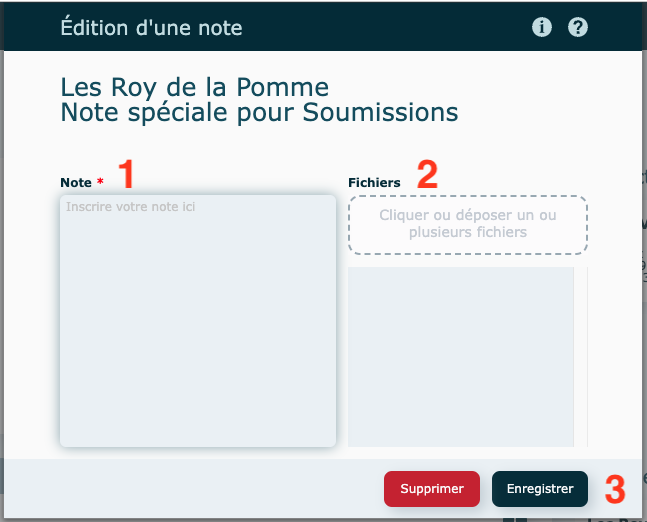 Édition d'une note
Les Roy de la Pomme
Note spéciale pour Soumissions
Note * 1
Fichiers 2
Inscrire votre note ici
Cliquer ou déposer un ou
plusieurs fichiers
Supprimer
Enregistrer
3